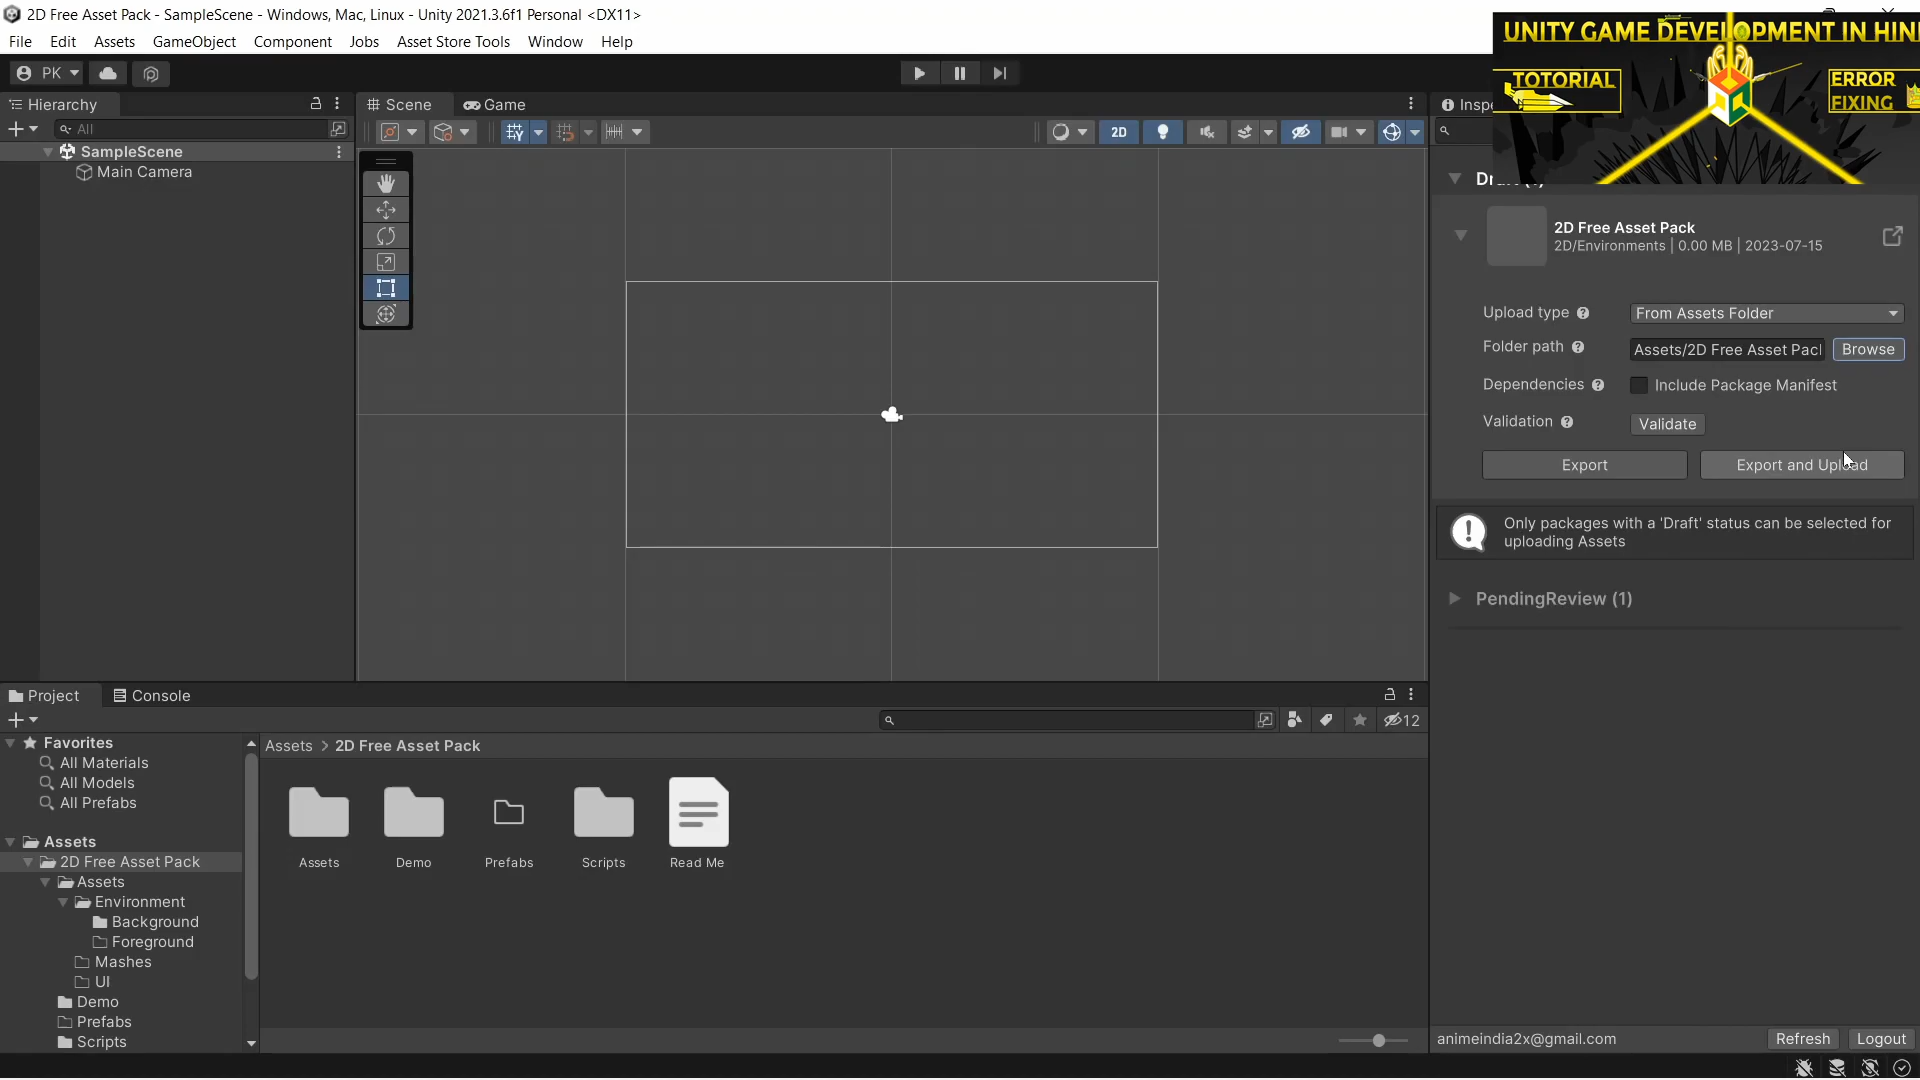 2D Free Asset Pack - SampleScene - Windows, Mac, Linux - Unity 2021.3.6f1 Personal <DX11>
File Edit Assets GameObject Component Jobs Asset Store Tools Window Help
UNITY GAME DEVELOPMENT IN HIN
TOTORIAL
ERROR
FIXING
PK
Hierarchy
All
SampleScene
Main Camera
Scene
Game
2D
2D Free Asset Pack
2D/Environments | 0.00 MB | 2023-07-15
Upload type
From Assets Folder
Folder path
Assets/2D Free Asset Pacl
Browse
Dependencies
Include Package Manifest
Validation
Validate
Export
Export and Upload
Only packages with a 'Draft' status can be selected for
uploading Assets
PendingReview (1)
Project
Console
12
Favorites
All Materials
All Models
All Prefabs
Assets
2D Free Asset Pack
Assets
Environment
Background
Foreground
Mashes
UI
Demo
Prefabs
Scripts
Assets > 2D Free Asset Pack
Assets
Demo
Prefabs
Scripts
Read Me
animeindia2x@gmail.com
Refresh
Logout